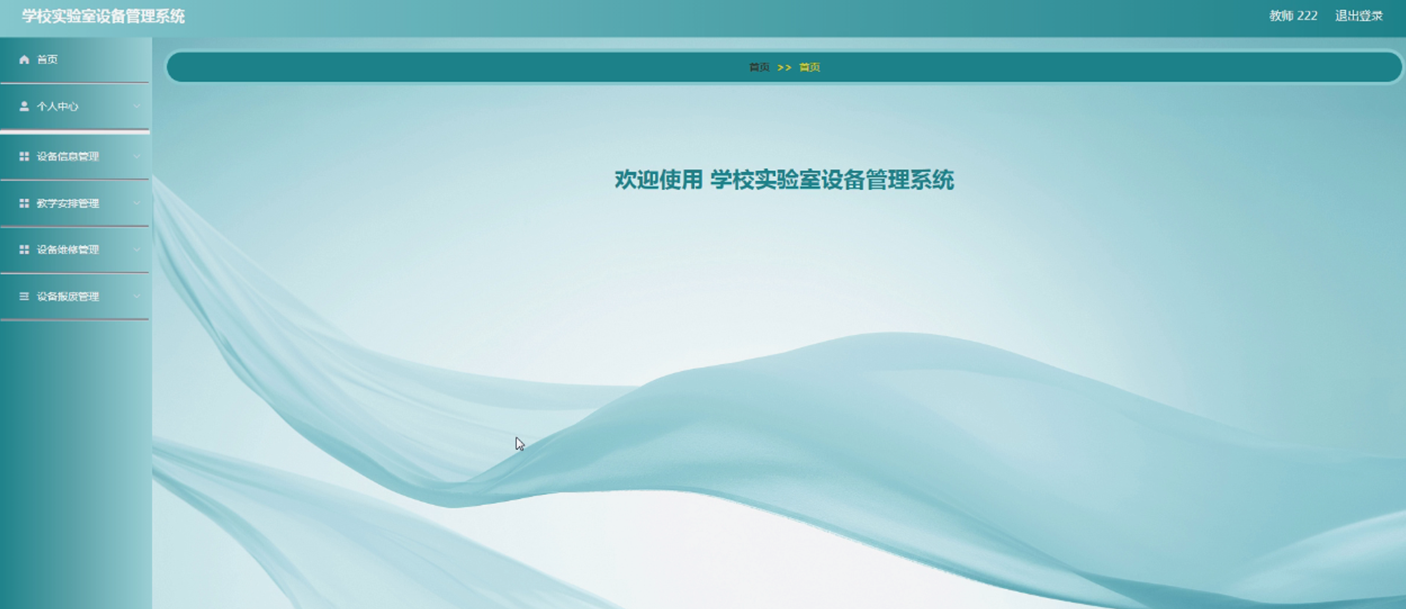 学校实验室设备管理系统
教师 222 退出登录
首页
首页 >> 首页
个人中心
设备信息管理
欢迎使用 学校实验室设备管理系统
教学安排管理
设备维修管理
设备报废管理